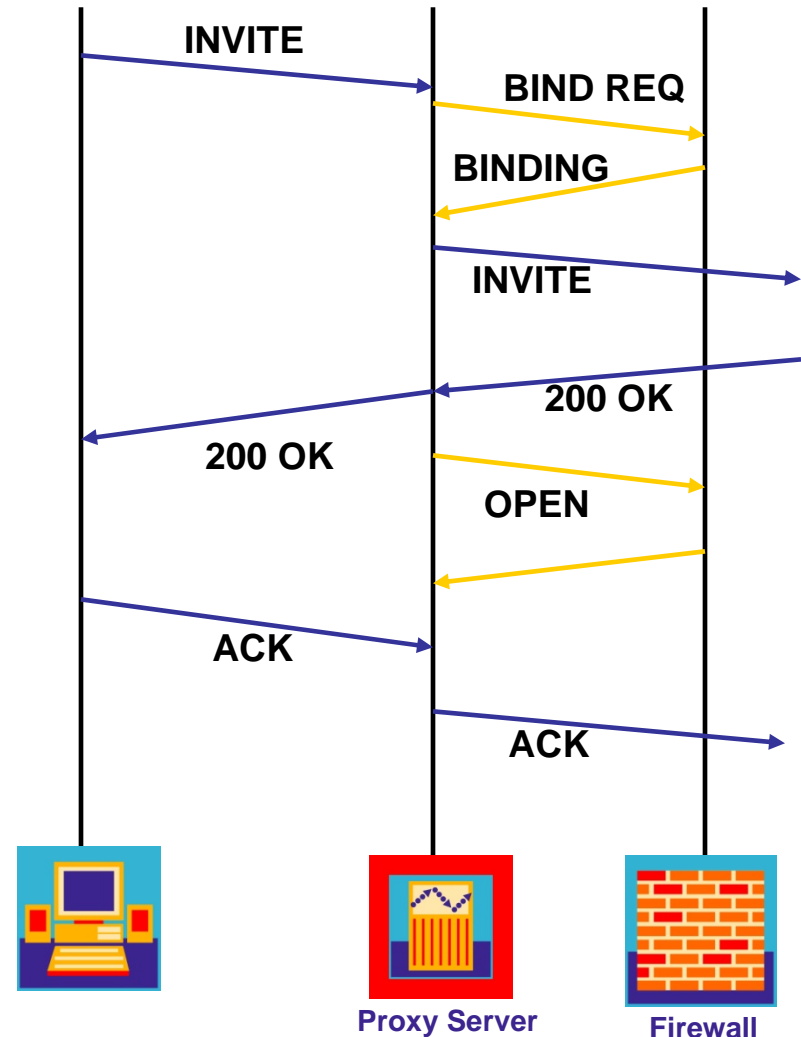 INVITE
BIND REQ
BINDING
INVITE
200 OK
200 OK
OPEN
ACK
ACK
Proxy Server
Firewall